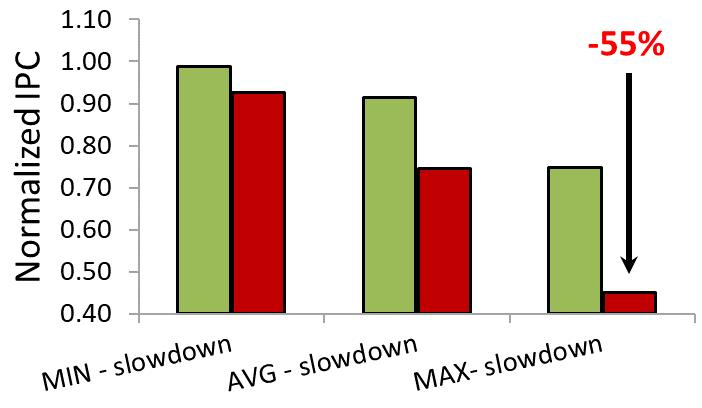 1.10
1.00
0.90
0.80
0.70
0.60
0.50
0.40
Normalized IPC
-55%
MIN - slowdown
AVG - slowdown
MAX- slowdown